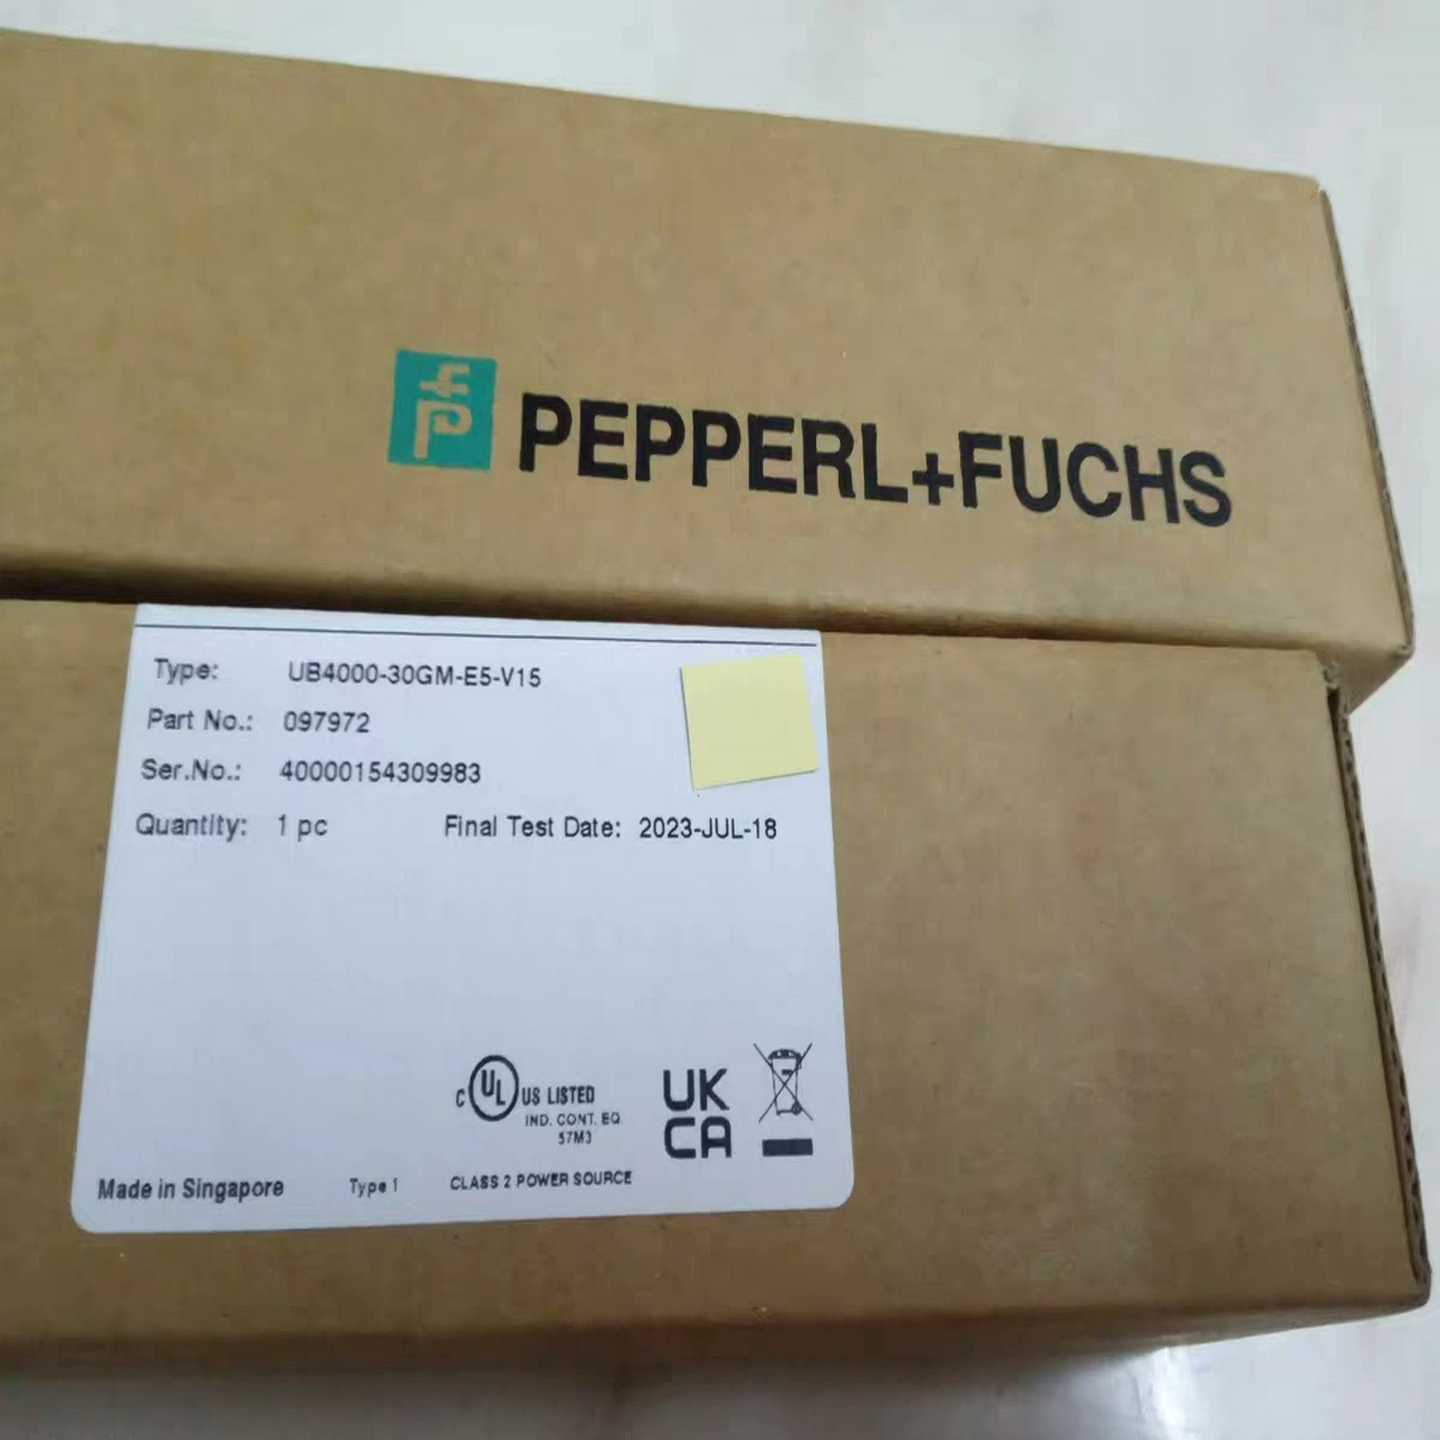 PEPPERL+FUCHS
Type: UB4000-30GM-E5-V15
Part No.: 097972
Ser.No.: 40000154309983
Quantity: 1 pc Final Test Date: 2023-JUL-18
C UL US LISTED
IND. CONT. EQ
57M3
UK
CA
Made in Singapore Type 1 CLASS 2 POWER SOURCE